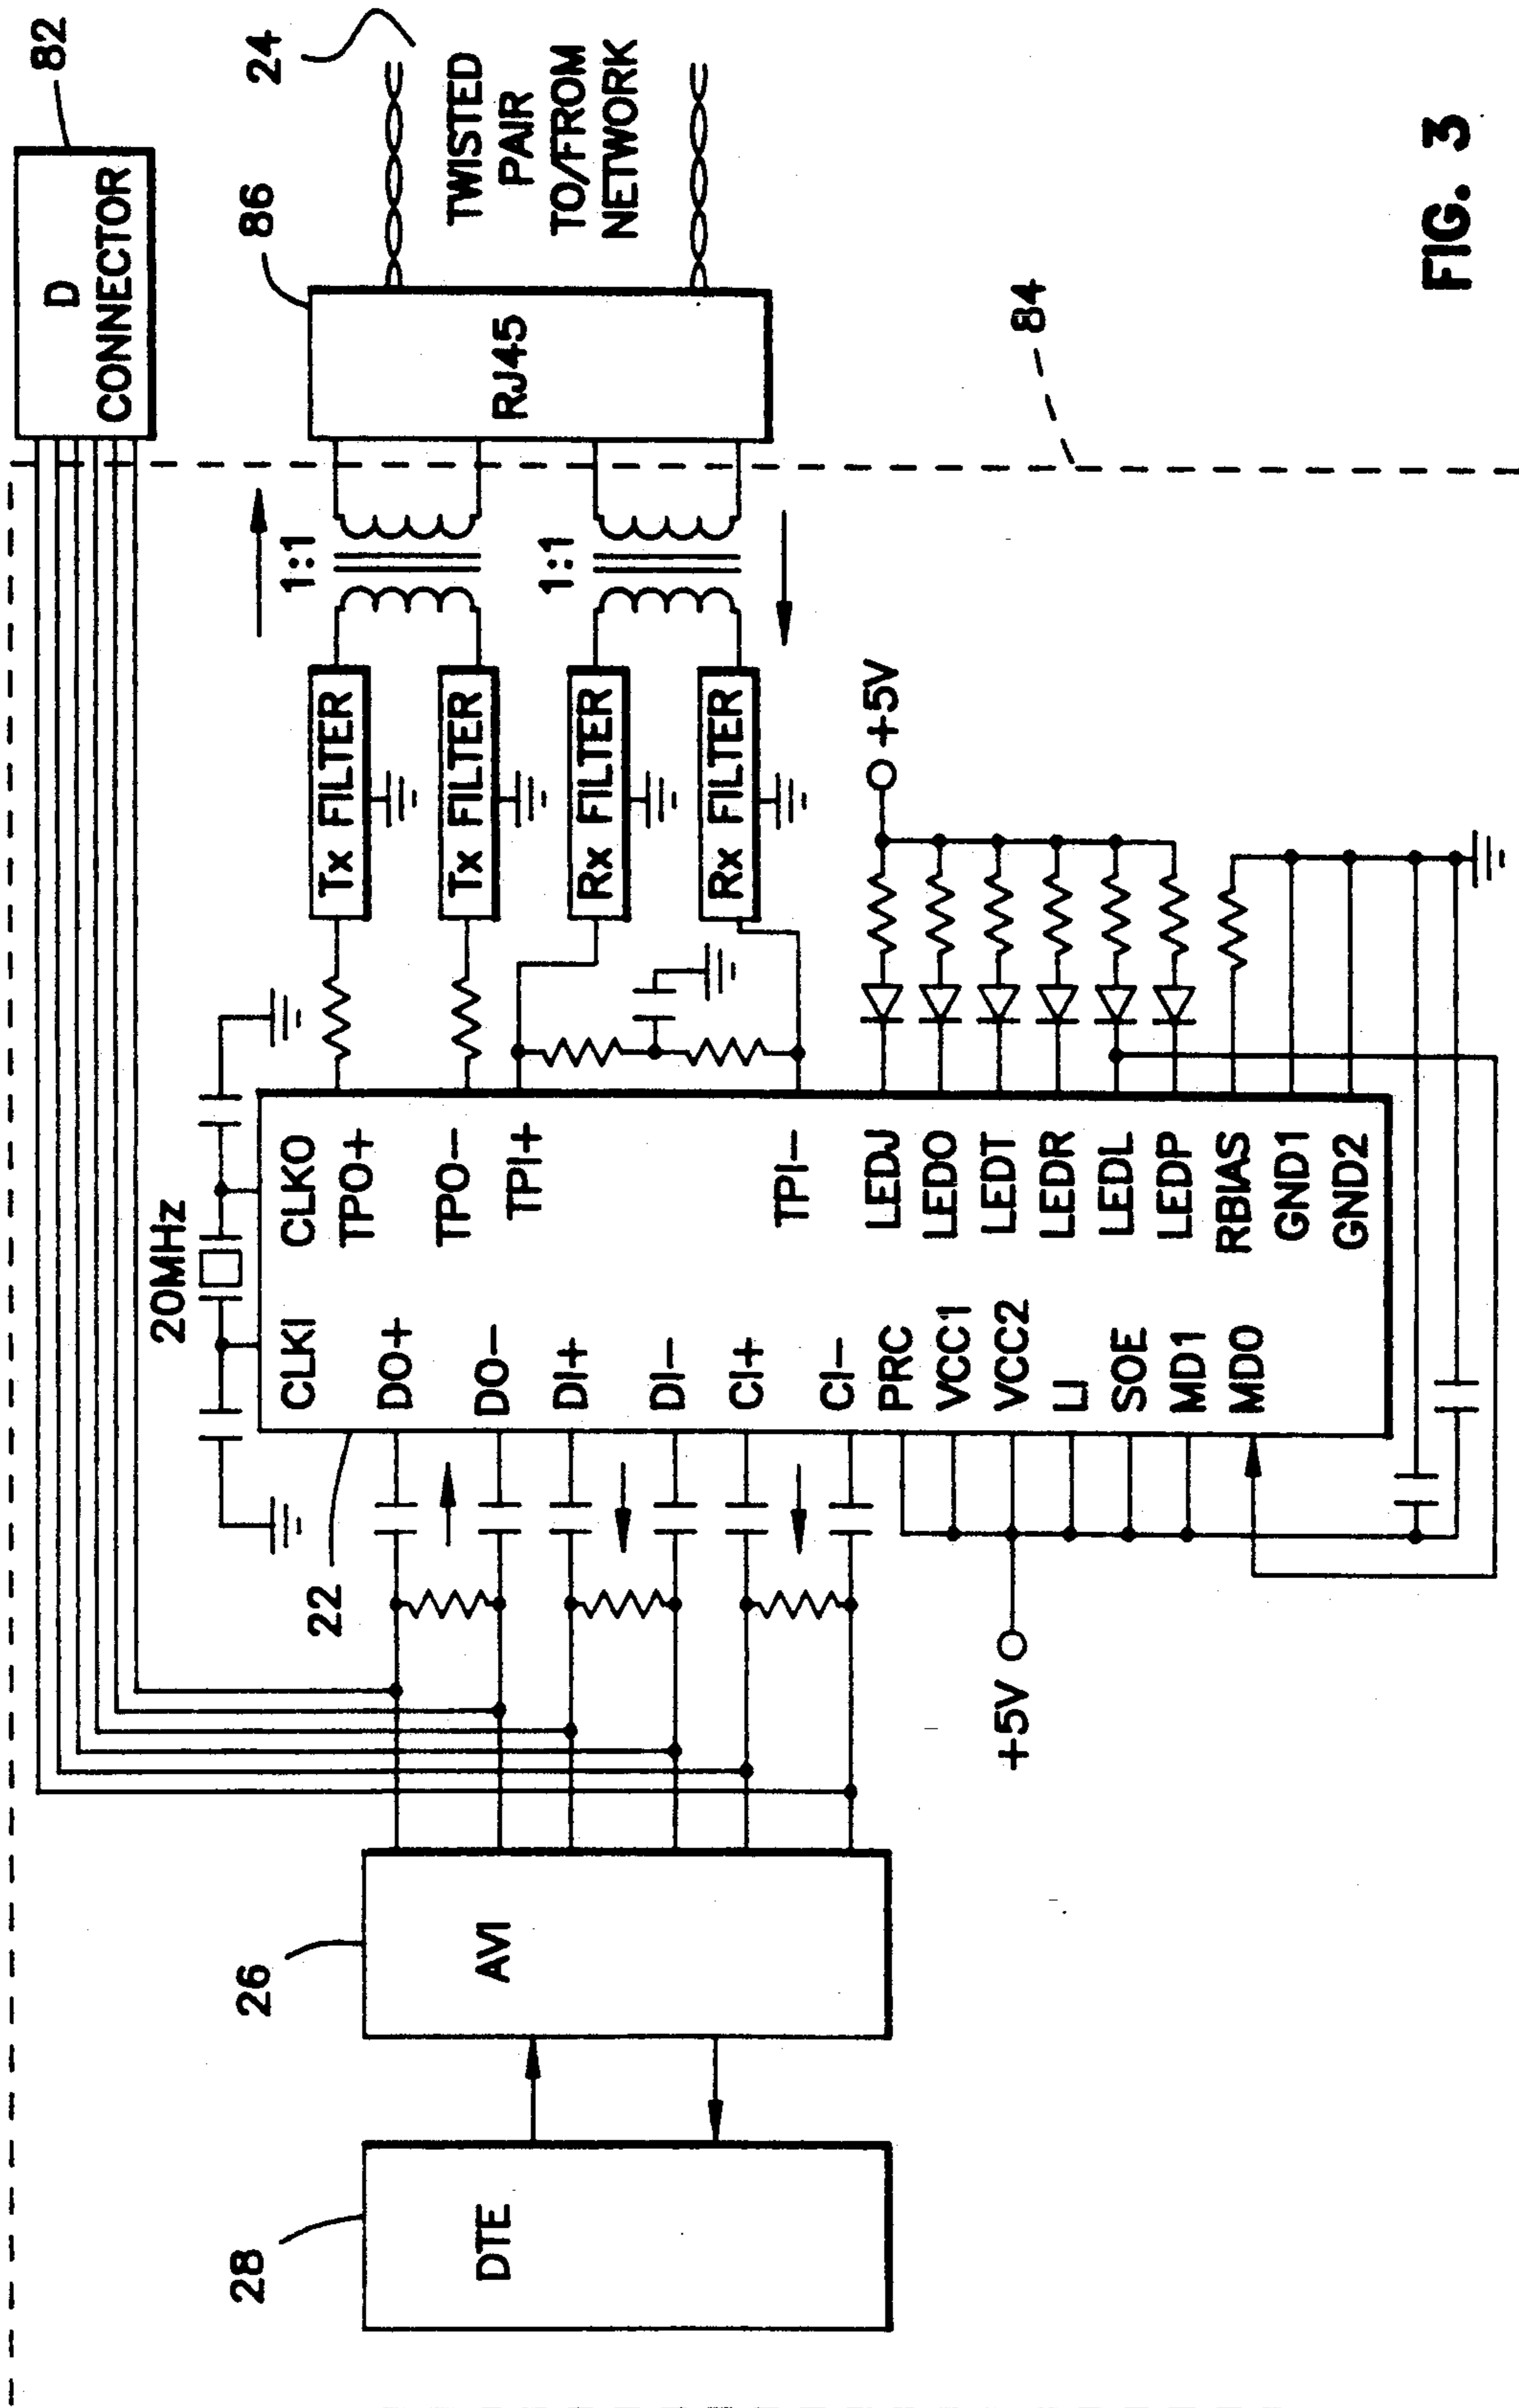 82
D
CONNECTOR
24
TWISTED
PAIR
TO/FROM
NETWORK
86
RJ45
84
FIG. 3
1:1
1:1
Tx FILTER
Tx FILTER
Rx FILTER
Rx FILTER
+5V
20MHz
CLKI
CLKO
DO+
TPO+
DO–
TPO–
DI+
TPI+
DI–
CI+
TPI–
CI–
LEDJ
PRC
LEDO
VCC1
LEDT
VCC2
LEDR
LI
LEDL
SOE
LEDP
MD1
RBIAS
MD0
GND1
GND2
22
+5V
26
AVI
28
DTE